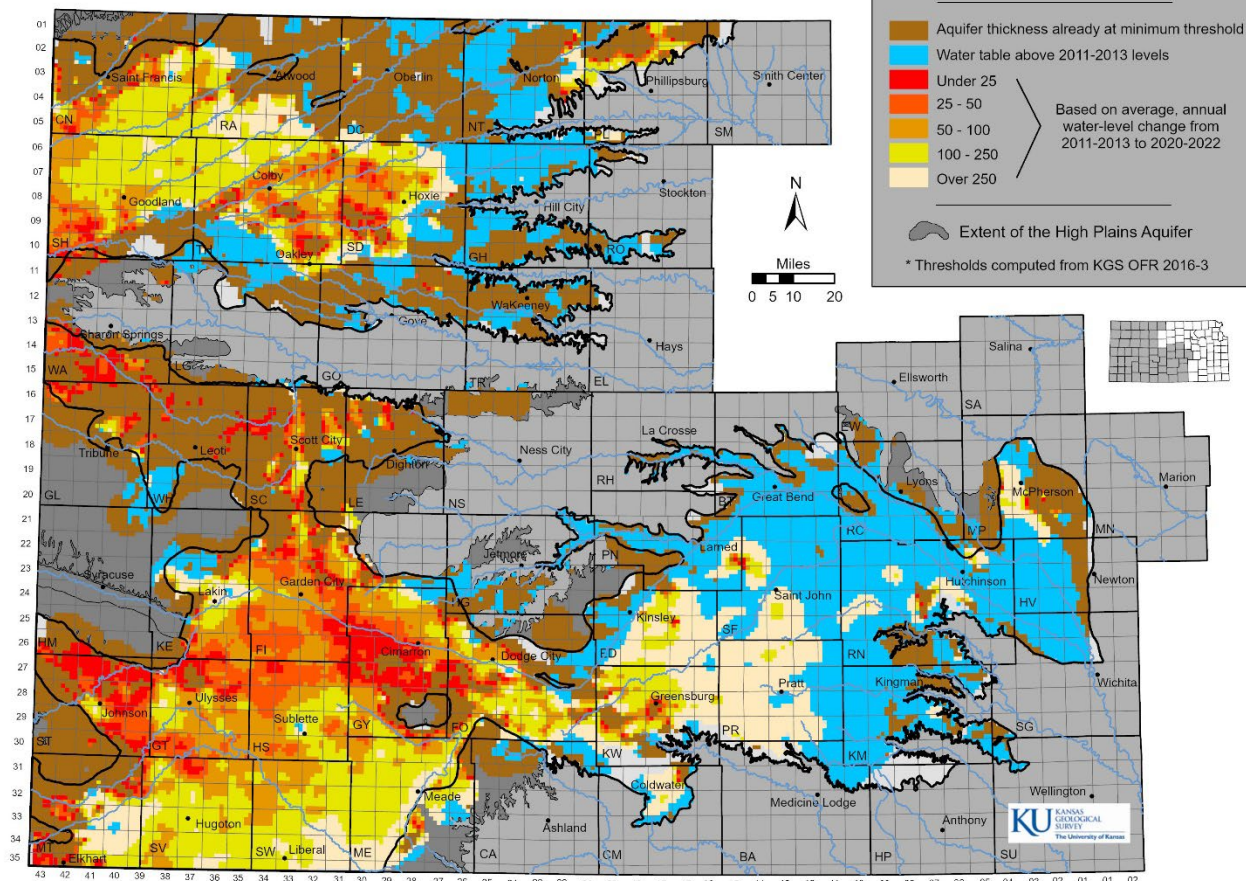 Aquifer thickness already at minimum threshold
Water table above 2011-2013 levels
Under 25
25 - 50
50 - 100
100 - 250
Over 250
Based on average, annual
water-level change from
2011-2013 to 2020-2022
Extent of the High Plains Aquifer
* Thresholds computed from KGS OFR 2016-3
N
Miles
0 5 10 20
01
02
03
04
05
06
07
08
09
10
11
12
13
14
15
16
17
18
19
20
21
22
23
24
25
26
27
28
29
30
31
32
33
34
35
Saint Francis
Atwood
Oberlin
Norton
Phillipsburg
Smith Center
CN
RA
DC
NT
PL
SM
Goodland
Colby
Hoxie
Hill City
Stockton
SH
TH
Oakley
SD
GH
RO
Sharon Springs
Gove
WaKeeney
Hays
WA
LG
GO
TR
EL
Salina
Ellsworth
SA
Tribune
Leoti
Scott City
Dighton
Ness City
La Crosse
EW
Great Bend
Lyons
McPherson
Marion
GL
WH
SC
LE
NS
RH
BT
RC
MP
MN
Syracuse
Lakin
Garden City
Jetmore
PN
Larned
Hutchinson
Newton
HG
Kinsley
Saint John
HV
HM
KE
FI
Cimarron
Dodge City
ED
SF
RN
Kingman
Wichita
Johnson
Ulysses
Sublette
GY
FO
Greensburg
Pratt
SG
ST
GT
HS
KW
PR
KM
Meade
Coldwater
Medicine Lodge
Wellington
Hugoton
Liberal
Ashland
Anthony
MT
Elkhart
SV
SW
ME
CA
CM
BA
HP
SU
KU KANSAS
GEOLOGICAL
SURVEY
The University of Kansas
43 42 41 40 39 38 37 36 35 34 33 32 31 30 29 28 27 26 25